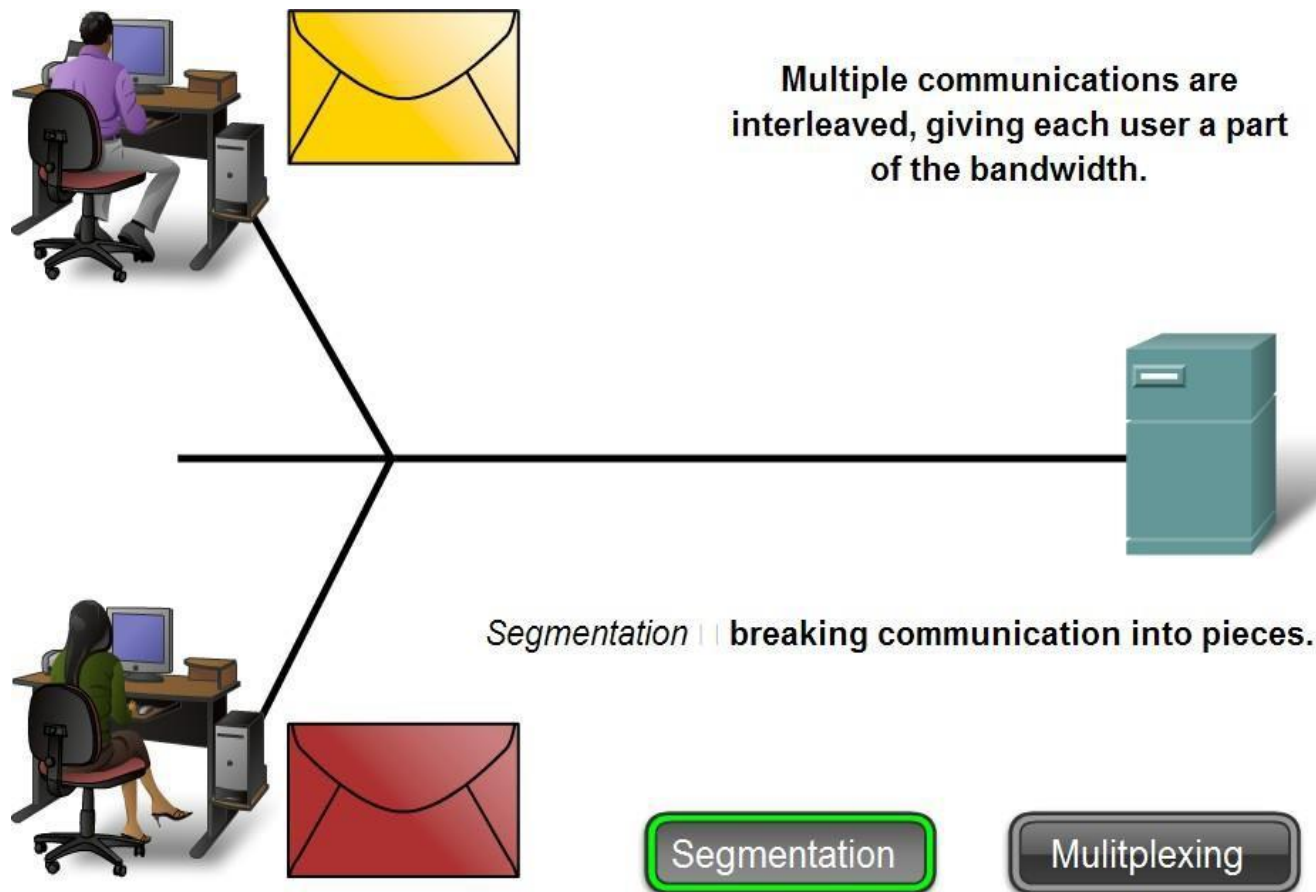 Multiple communications are
interleaved, giving each user a part
of the bandwidth.
Segmentation breaking communication into pieces.
Segmentation
Mulitplexing